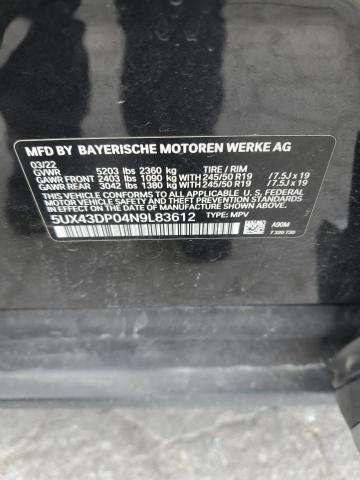 MFD BY BAYERISCHE MOTOREN WERKE AG
03/22
GVWR 5203 lbs 2360 kg TIRE / RIM
GAWR FRONT 2403 lbs 1090 kg WITH 245/50 R19 / 7.5J x 19
GAWR REAR 3042 lbs 1380 kg WITH 245/50 R19 / 7.5J x 19
THIS VEHICLE CONFORMS TO ALL APPLICABLE U.S. FEDERAL
MOTOR VEHICLE SAFETY STANDARDS IN EFFECT ON THE
DATE OF MANUFACTURE SHOWN ABOVE.
5UX43DP04N9L83612 TYPE: MPV
A90M